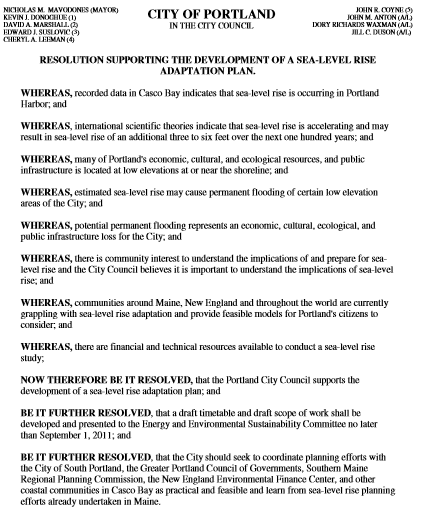 NICHOLAS M. MAVODONES (MAYOR)
KEVIN J. DONOGHUE (1)
DAVID A. MARSHALL (2)
EDWARD J. SUSLOVIC (3)
CHERYL A. LEEMAN (4)
CITY OF PORTLAND
IN THE CITY COUNCIL
JOHN R. COYNE (5)
JOHN M. ANTON (A/L)
DORY RICHARDS WAXMAN (A/L)
JILL C. DUSON (A/L)
RESOLUTION SUPPORTING THE DEVELOPMENT OF A SEA-LEVEL RISE
ADAPTATION PLAN.
WHEREAS, recorded data in Casco Bay indicates that sea-level rise is occurring in Portland
Harbor; and
WHEREAS, international scientific theories indicate that sea-level rise is accelerating and may
result in sea-level rise of an additional three to six feet over the next one hundred years; and
WHEREAS, many of Portland's economic, cultural, and ecological resources, and public
infrastructure is located at low elevations at or near the shoreline; and
WHEREAS, estimated sea-level rise may cause permanent flooding of certain low elevation
areas of the City; and
WHEREAS, potential permanent flooding represents an economic, cultural, ecological, and
public infrastructure loss for the City; and
WHEREAS, there is community interest to understand the implications of and prepare for sea-
level rise and the City Council believes it is important to understand the implications of sea-level
rise; and
WHEREAS, communities around Maine, New England and throughout the world are currently
grappling with sea-level rise adaptation and provide feasible models for Portland's citizens to
consider; and
WHEREAS, there are financial and technical resources available to conduct a sea-level rise
study;
NOW THEREFORE BE IT RESOLVED, that the Portland City Council supports the
development of a sea-level rise adaptation plan; and
BE IT FURTHER RESOLVED, that a draft timetable and draft scope of work shall be
developed and presented to the Energy and Environmental Sustainability Committee no later
than September 1, 2011; and
BE IT FURTHER RESOLVED, that the City should seek to coordinate planning efforts with
the City of South Portland, the Greater Portland Council of Governments, Southern Maine
Regional Planning Commission, the New England Environmental Finance Center, and other
coastal communities in Casco Bay as practical and feasible and learn from sea-level rise planning
efforts already undertaken in Maine.